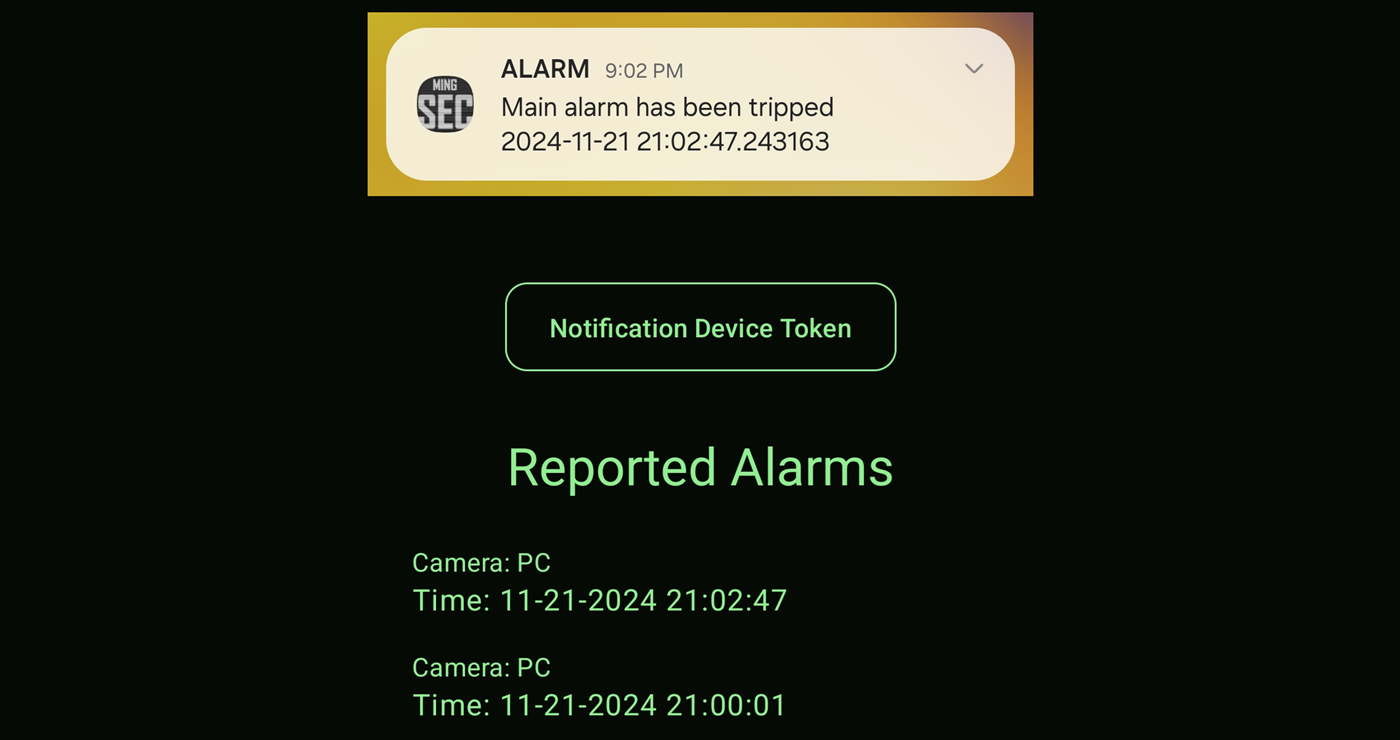 MING
SEC
ALARM 9:02 PM
Main alarm has been tripped
2024-11-21 21:02:47.243163
Notification Device Token
Reported Alarms
Camera: PC
Time: 11-21-2024 21:02:47
Camera: PC
Time: 11-21-2024 21:00:01